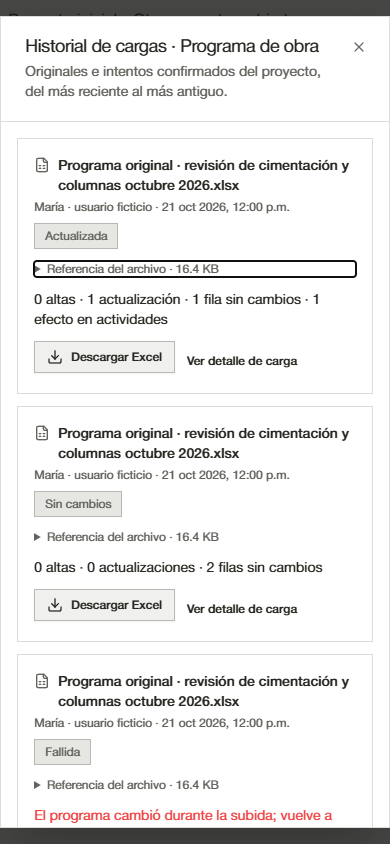 Historial de cargas · Programa de obra
Originales e intentos confirmados del proyecto,
del más reciente al más antiguo.
Programa original · revisión de cimentación y
columnas octubre 2026.xlsx
María · usuario ficticio · 21 oct 2026, 12:00 p.m.
Actualizada
Referencia del archivo · 16.4 KB
0 altas · 1 actualización · 1 fila sin cambios · 1
efecto en actividades
Descargar Excel
Ver detalle de carga
Programa original · revisión de cimentación y
columnas octubre 2026.xlsx
María · usuario ficticio · 21 oct 2026, 12:00 p.m.
Sin cambios
Referencia del archivo · 16.4 KB
0 altas · 0 actualizaciones · 2 filas sin cambios
Descargar Excel
Ver detalle de carga
Programa original · revisión de cimentación y
columnas octubre 2026.xlsx
María · usuario ficticio · 21 oct 2026, 12:00 p.m.
Fallida
Referencia del archivo · 16.4 KB
El programa cambió durante la subida; vuelve a